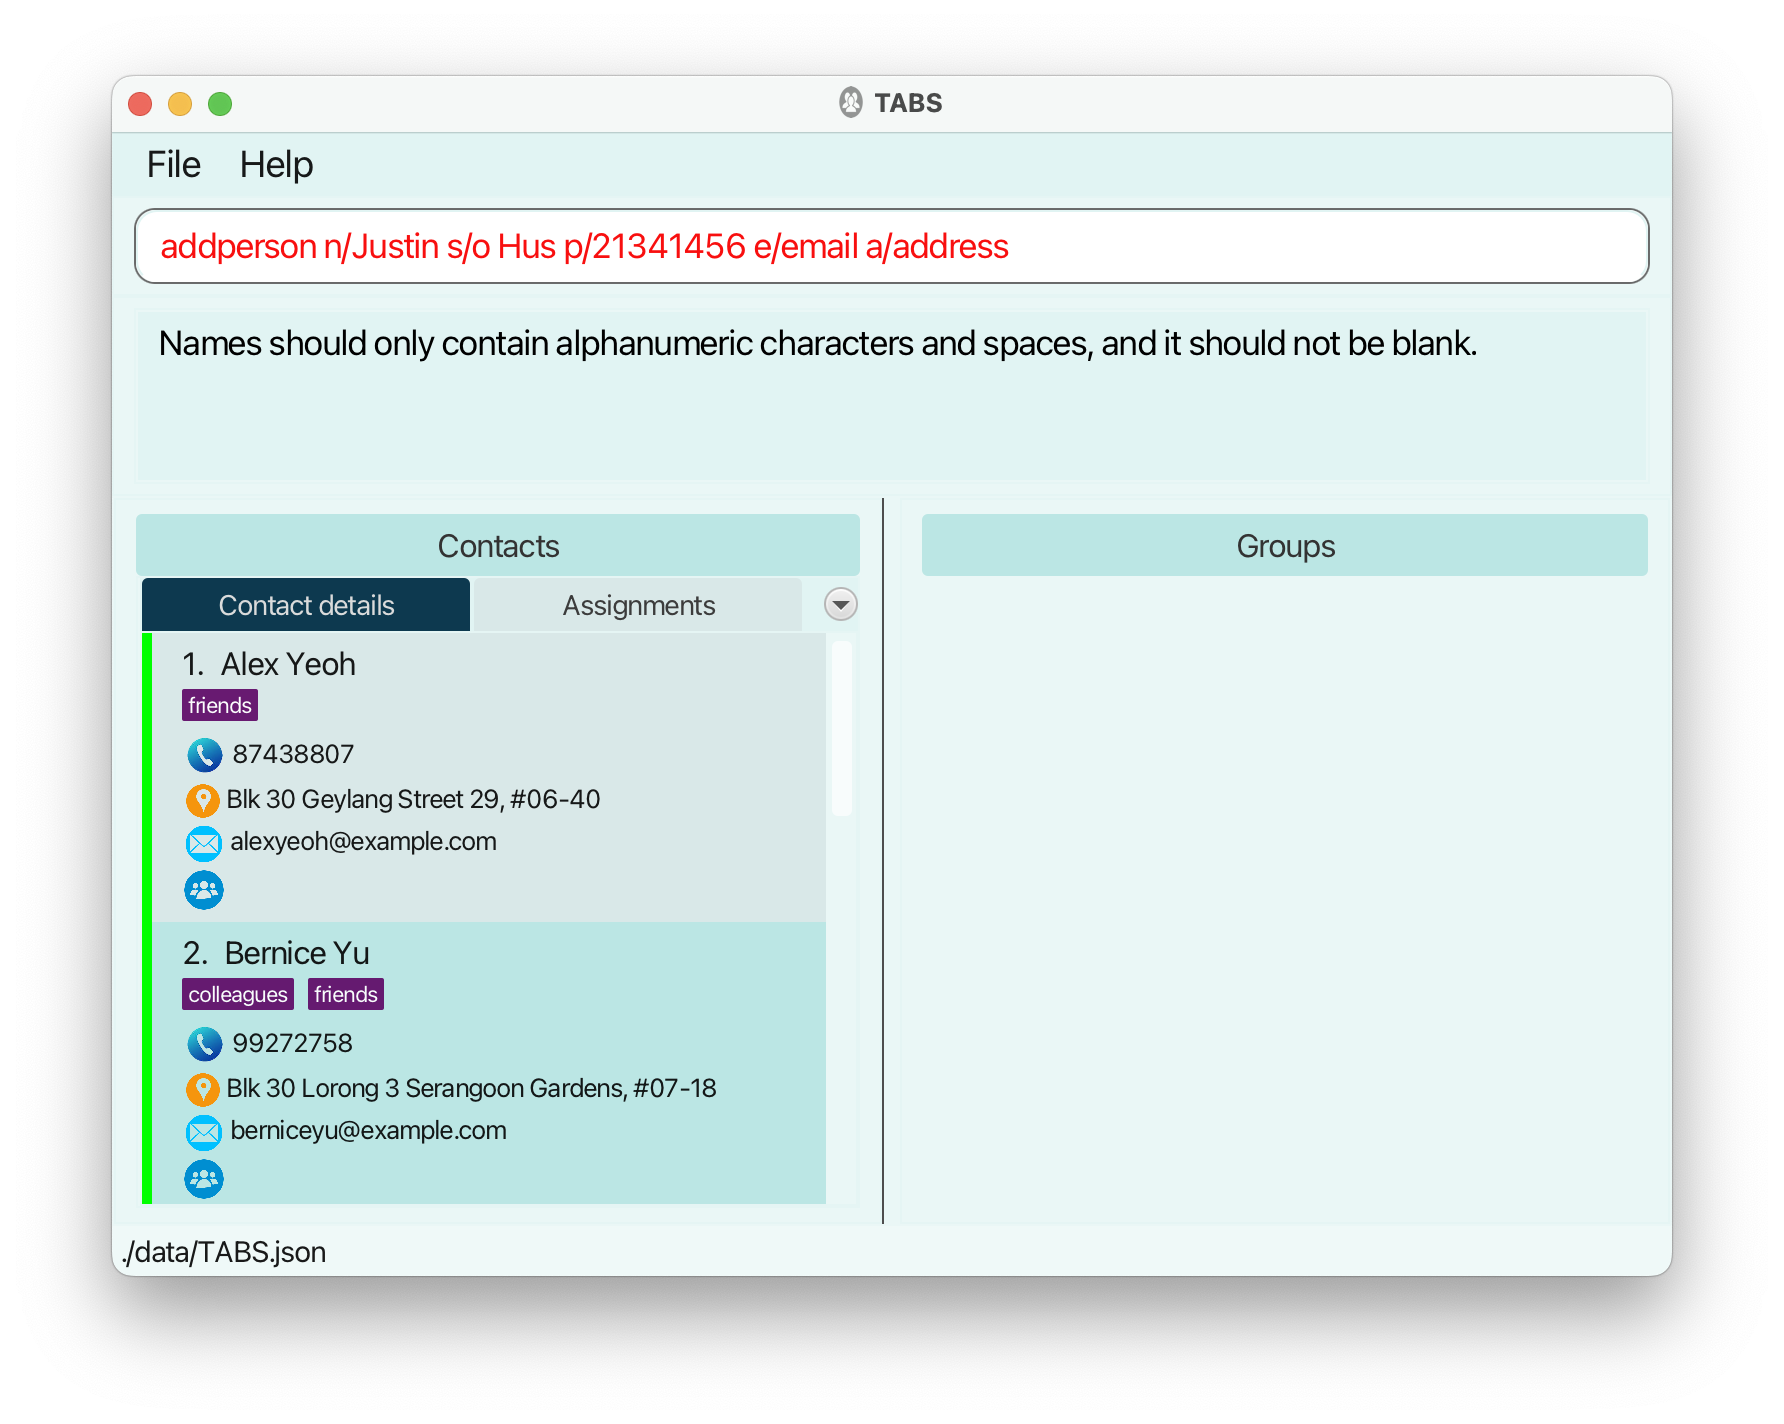 TABS
File Help
addperson n/Justin s/o Hus p/21341456 e/email a/address
Names should only contain alphanumeric characters and spaces, and it should not be blank.
Contacts
Contact details Assignments
1. Alex Yeoh
friends
87438807
Blk 30 Geylang Street 29, #06-40
alexyeoh@example.com
2. Bernice Yu
colleagues friends
99272758
Blk 30 Lorong 3 Serangoon Gardens, #07-18
berniceyu@example.com
Groups
./data/TABS.json